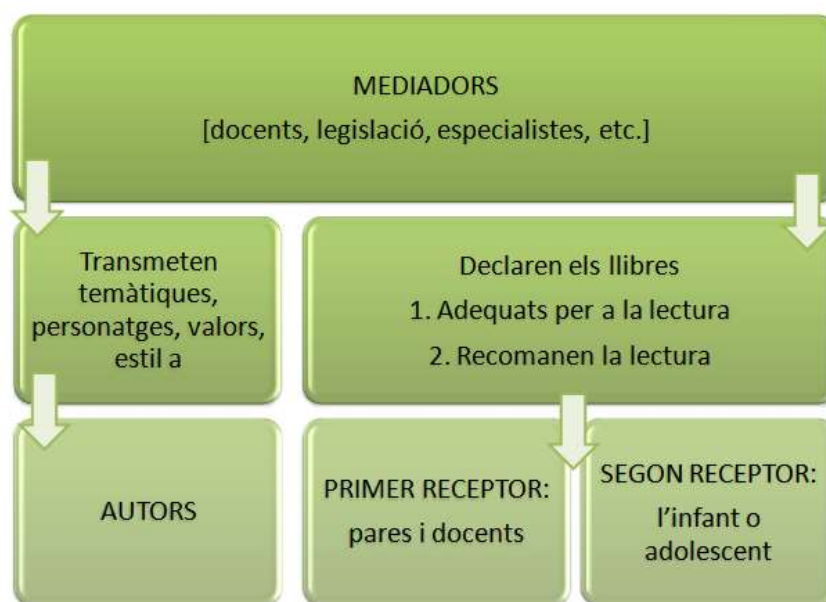 MEDIADORS
[docents, legislació, especialistes, etc.]
Transmeten
temàtiques,
personatges, valors,
estil a
Declaren els llibres
1. Adequats per a la lectura
2. Recomanen la lectura
AUTORS
PRIMER RECEPTOR:
pares i docents
SEGON RECEPTOR:
l'infant o
adolescent